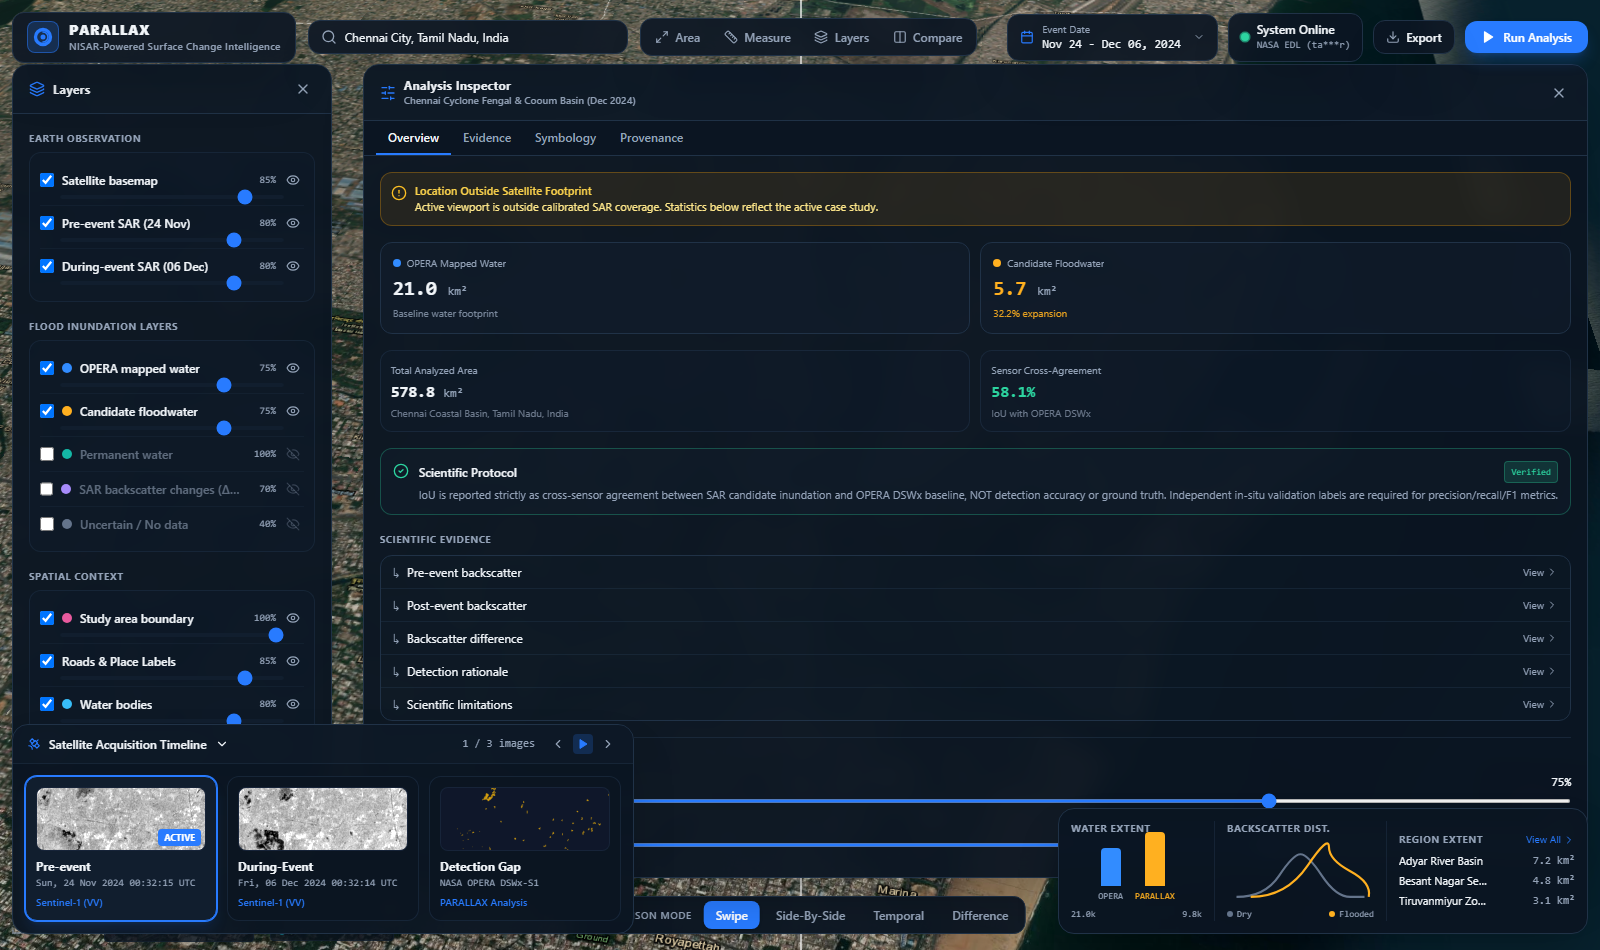 PARALLAX
NISAR-Powered Surface Change Intelligence
Chennai City, Tamil Nadu, India
Area
Measure
Layers
Compare
Event Date
Nov 24 - Dec 06, 2024
System Online
NASA EDL (ta***r)
Export
Run Analysis
Layers
EARTH OBSERVATION
Satellite basemap 85%
Pre-event SAR (24 Nov) 80%
During-event SAR (06 Dec) 80%
FLOOD INUNDATION LAYERS
OPERA mapped water 75%
Candidate floodwater 75%
Permanent water 100%
SAR backscatter changes (Δ... 70%
Uncertain / No data 40%
SPATIAL CONTEXT
Study area boundary 100%
Roads & Place Labels 85%
Water bodies 80%
Analysis Inspector
Chennai Cyclone Fengal & Cooum Basin (Dec 2024)
Overview
Evidence
Symbology
Provenance
Location Outside Satellite Footprint
Active viewport is outside calibrated SAR coverage. Statistics below reflect the active case study.
OPERA Mapped Water
21.0 km²
Baseline water footprint
Candidate Floodwater
5.7 km²
32.2% expansion
Total Analyzed Area
578.8 km²
Chennai Coastal Basin, Tamil Nadu, India
Sensor Cross-Agreement
58.1%
IoU with OPERA DSWx
Scientific Protocol
Verified
IoU is reported strictly as cross-sensor agreement between SAR candidate inundation and OPERA DSWx baseline, NOT detection accuracy or ground truth. Independent in-situ validation labels are required for precision/recall/F1 metrics.
SCIENTIFIC EVIDENCE
↳ Pre-event backscatter View
↳ Post-event backscatter View
↳ Backscatter difference View
↳ Detection rationale View
↳ Scientific limitations View
75%
Satellite Acquisition Timeline
1 / 3 images
ACTIVE
Pre-event
Sun, 24 Nov 2024 00:32:15 UTC
Sentinel-1 (VV)
During-Event
Fri, 06 Dec 2024 00:32:14 UTC
Sentinel-1 (VV)
Detection Gap
NASA OPERA DSWx-S1
PARALLAX Analysis
SON MODE
Swipe
Side-By-Side
Temporal
Difference
WATER EXTENT
OPERA
PARALLAX
21.0k
9.8k
BACKSCATTER DIST.
Dry
Flooded
REGION EXTENT
View All
Adyar River Basin 7.2 km²
Besant Nagar Se... 4.8 km²
Tiruvanmiyur Zo... 3.1 km²
Marina
Ground
Royapettah